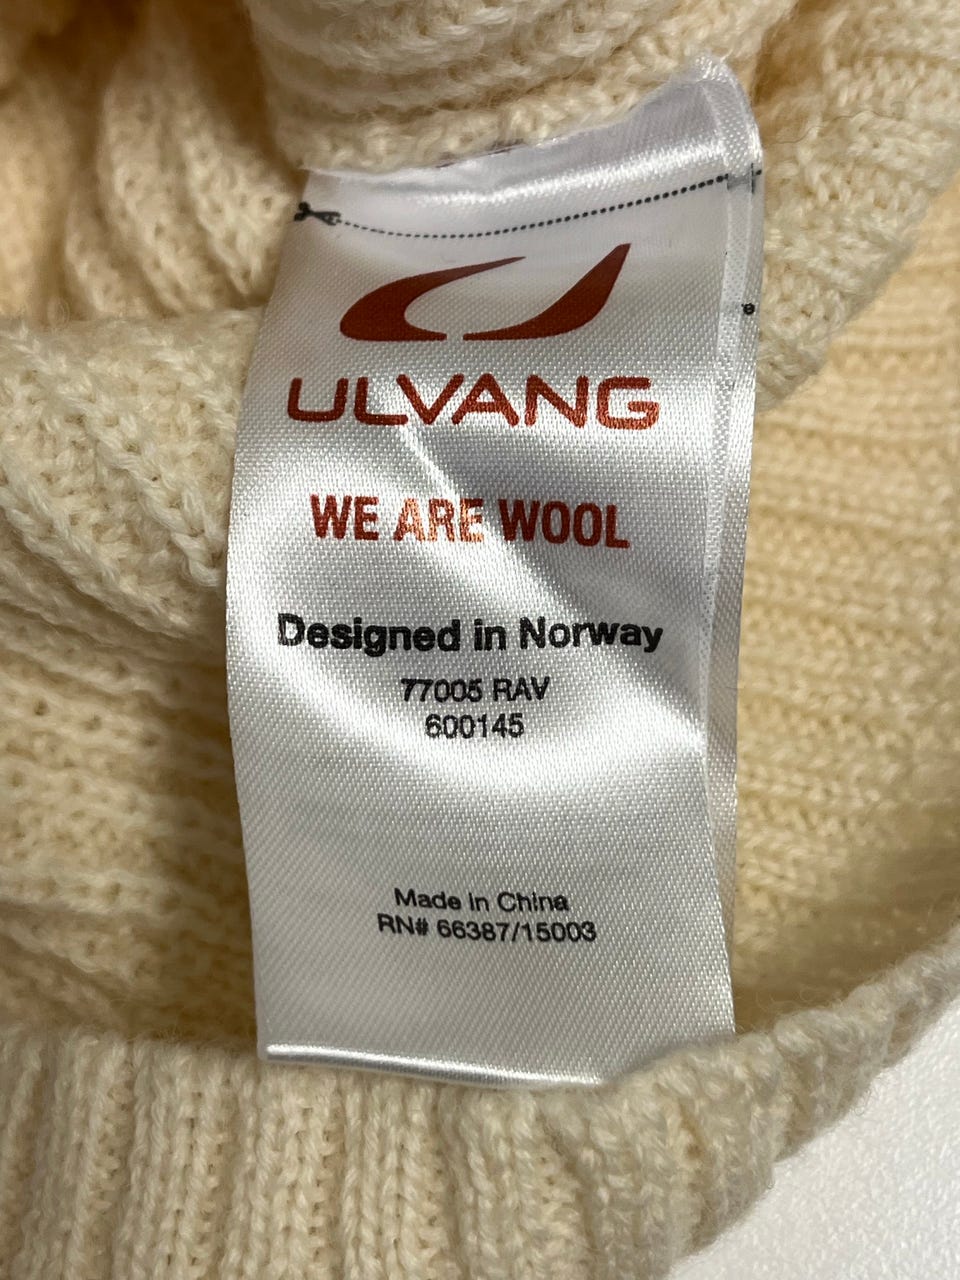 ULVANG
WE ARE WOOL
Designed in Norway
77005 RAV
600145
Made in China
RN# 66387/15003